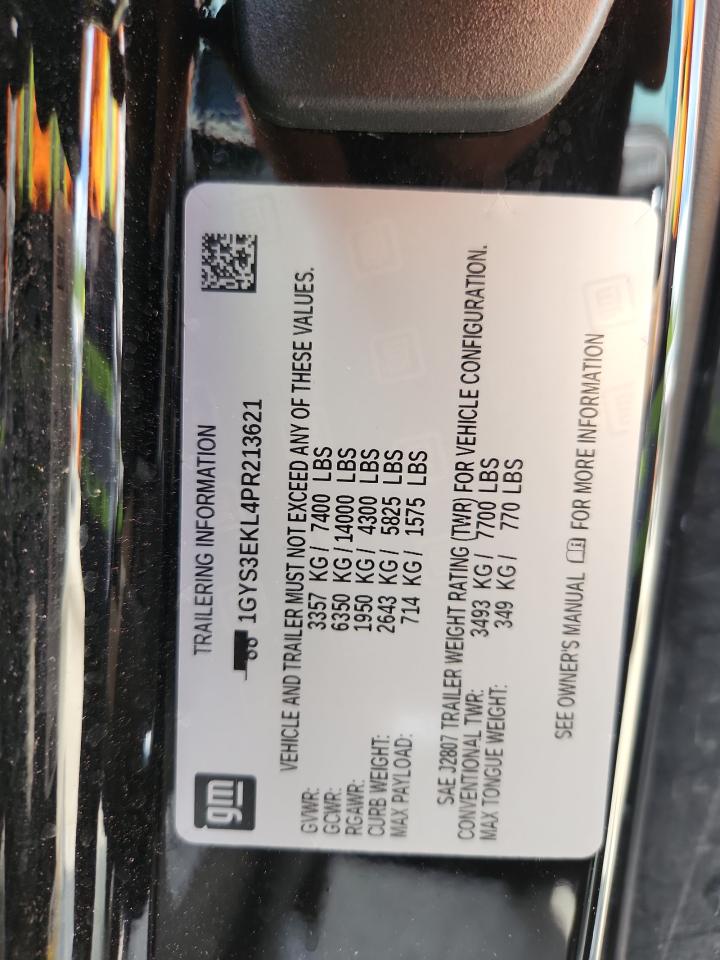 gm
TRAILERING INFORMATION
1GYS3EKL4PR213621
VEHICLE AND TRAILER MUST NOT EXCEED ANY OF THESE VALUES.
GVWR: 3357 KG / 7400 LBS
GCWR: 6350 KG / 14000 LBS
RGAWR: 1950 KG / 4300 LBS
CURB WEIGHT: 2643 KG / 5825 LBS
MAX PAYLOAD: 714 KG / 1575 LBS
SAE J2807 TRAILER WEIGHT RATING (TWR) FOR VEHICLE CONFIGURATION.
CONVENTIONAL TWR: 3493 KG / 7700 LBS
MAX TONGUE WEIGHT: 349 KG / 770 LBS
SEE OWNER'S MANUAL FOR MORE INFORMATION